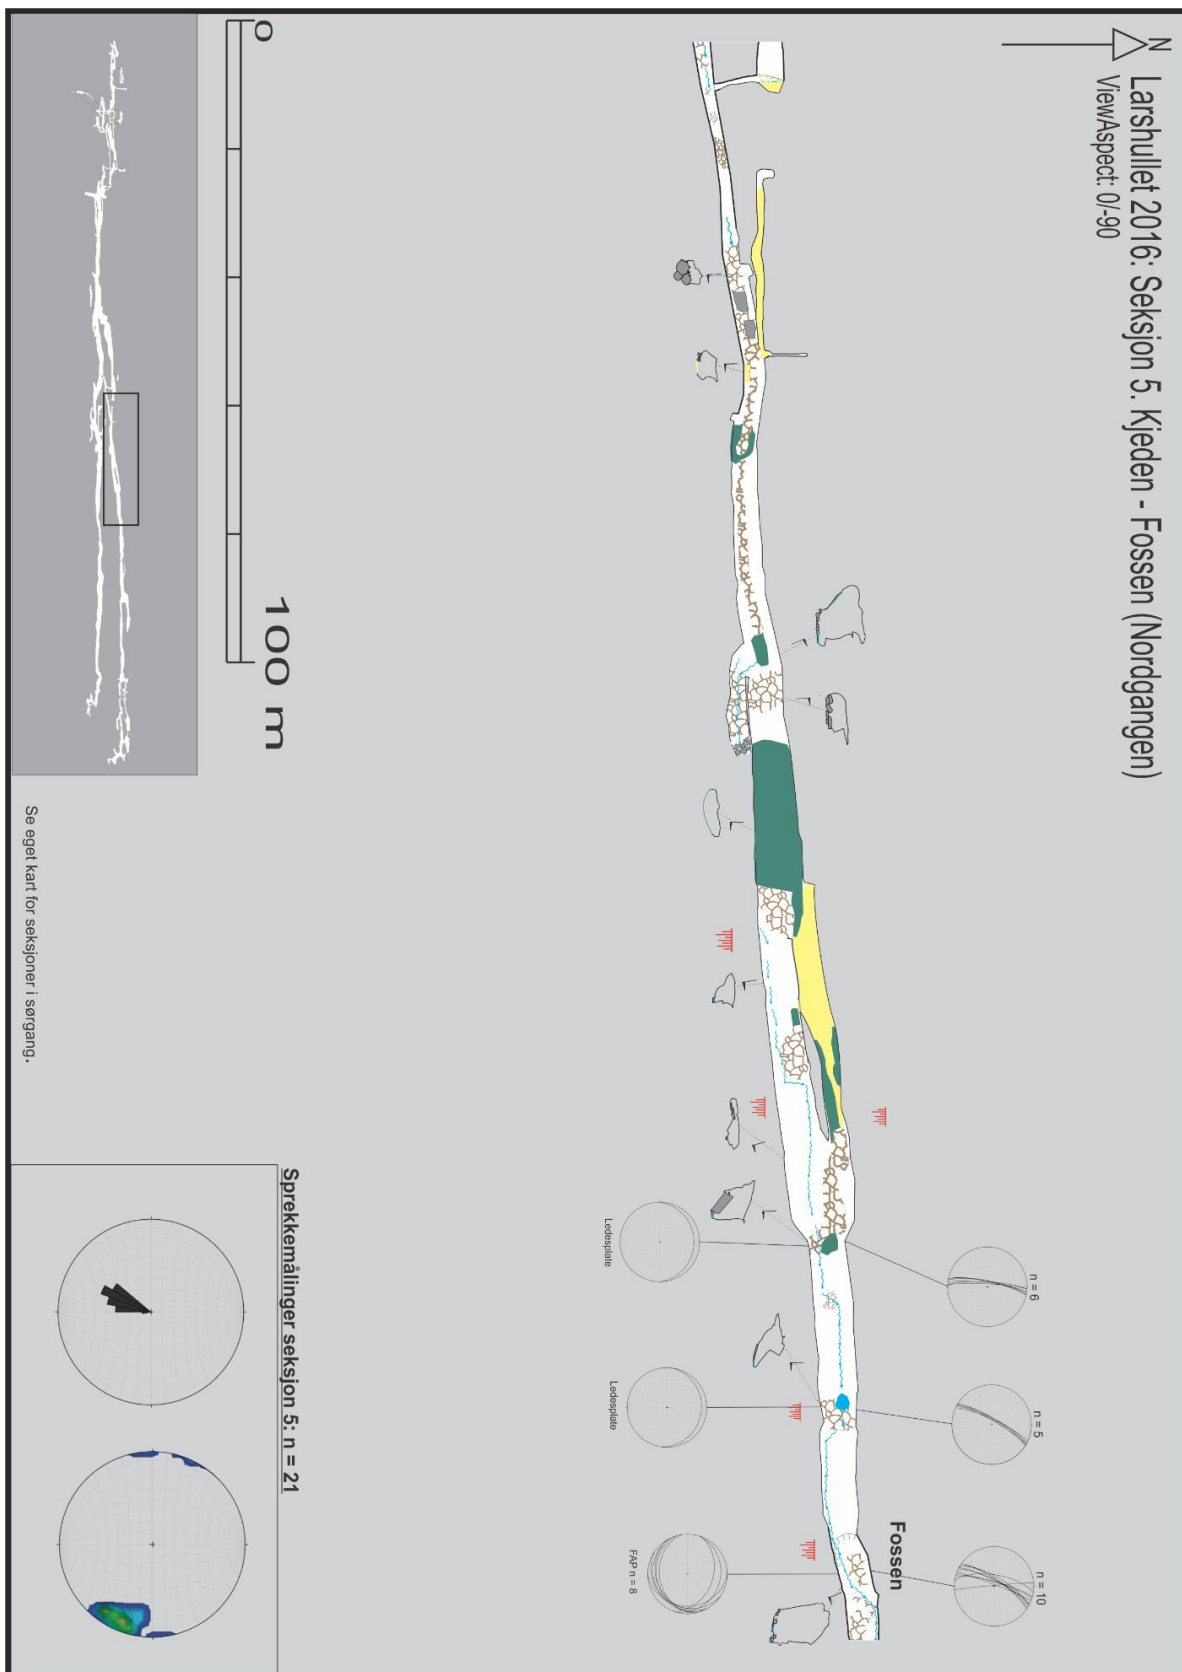 N
Larshullet 2016: Seksjon 5. Kjeden - Fossen (Nordgangen)
ViewAspect: 0/-90
0
100 m
n = 6
n = 5
n = 10
Fossen
Ledesplate
Ledesplate
FAP n = 8
Sprekkemålinger seksjon 5: n = 21
Se eget kart for seksjoner i sørgang.